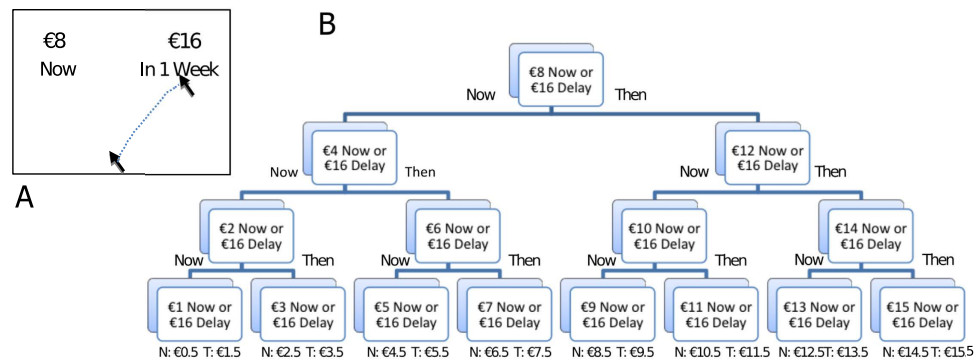 €8 €16
Now In 1 Week
A
B
€8 Now or
€16 Delay
Now Then
€4 Now or
€16 Delay
Now Then
€12 Now or
€16 Delay
Now Then
€2 Now or
€16 Delay
Now Then
€6 Now or
€16 Delay
Now Then
€10 Now or
€16 Delay
Now Then
€14 Now or
€16 Delay
Now Then
€1 Now or
€16 Delay
€3 Now or
€16 Delay
€5 Now or
€16 Delay
€7 Now or
€16 Delay
€9 Now or
€16 Delay
€11 Now or
€16 Delay
€13 Now or
€16 Delay
€15 Now or
€16 Delay
N: €0.5 T: €1.5 N: €2.5 T: €3.5 N: €4.5 T: €5.5 N: €6.5 T: €7.5 N: €8.5 T: €9.5 N: €10.5 T: €11.5 N: €12.5 T: €13.5 N: €14.5 T: €15.5